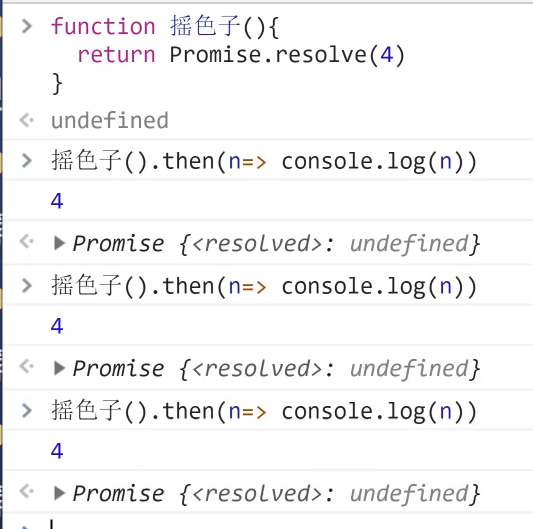 function 摇色子(){
  return Promise.resolve(4)
}
undefined
摇色子().then(n=> console.log(n))
4
Promise {<resolved>: undefined}
摇色子().then(n=> console.log(n))
4
Promise {<resolved>: undefined}
摇色子().then(n=> console.log(n))
4
Promise {<resolved>: undefined}